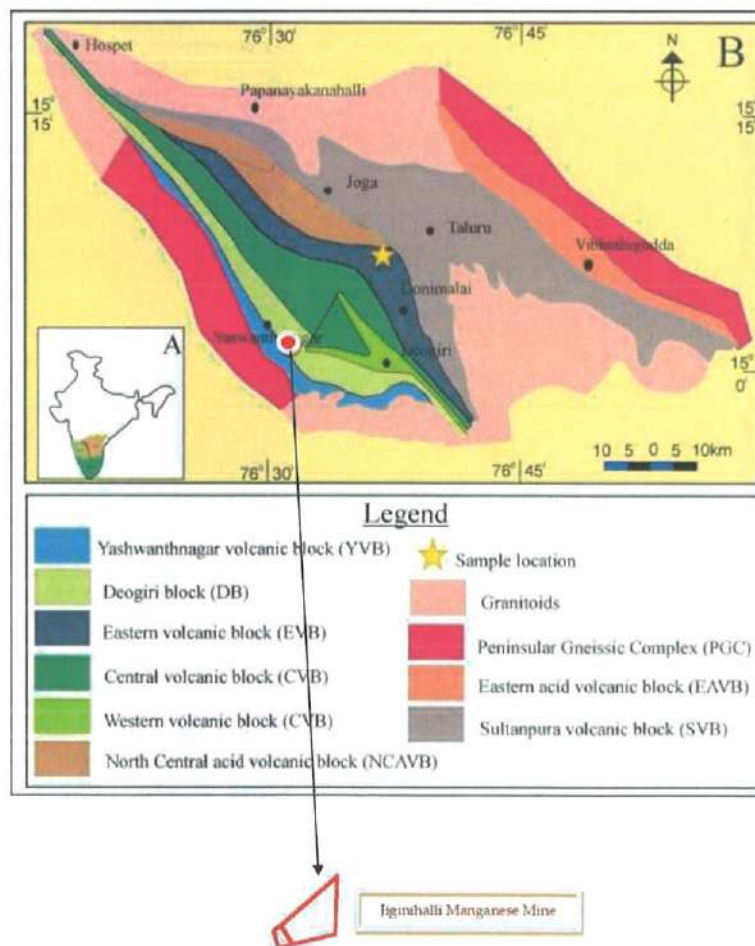 76° 30'
76° 45'
B
Hospet
N
Papanayakanahalli
15° 15'
15° 15'
Joga
Taluru
Donimalai
A
Deogiri
15° 0'
10 5 0 5 10km
76° 30'
76° 45'
Legend
Yashwanthnagar volcanic block (YVB)
Deogiri block (DB)
Eastern volcanic block (EVB)
Central volcanic block (CVB)
Western volcanic block (CVB)
North Central acid volcanic block (NCAVB)
Sample location
Granitoids
Peninsular Gneissic Complex (PGC)
Eastern acid volcanic block (EAVB)
Sultanpura volcanic block (SVB)
Jiginihalli Manganese Mine